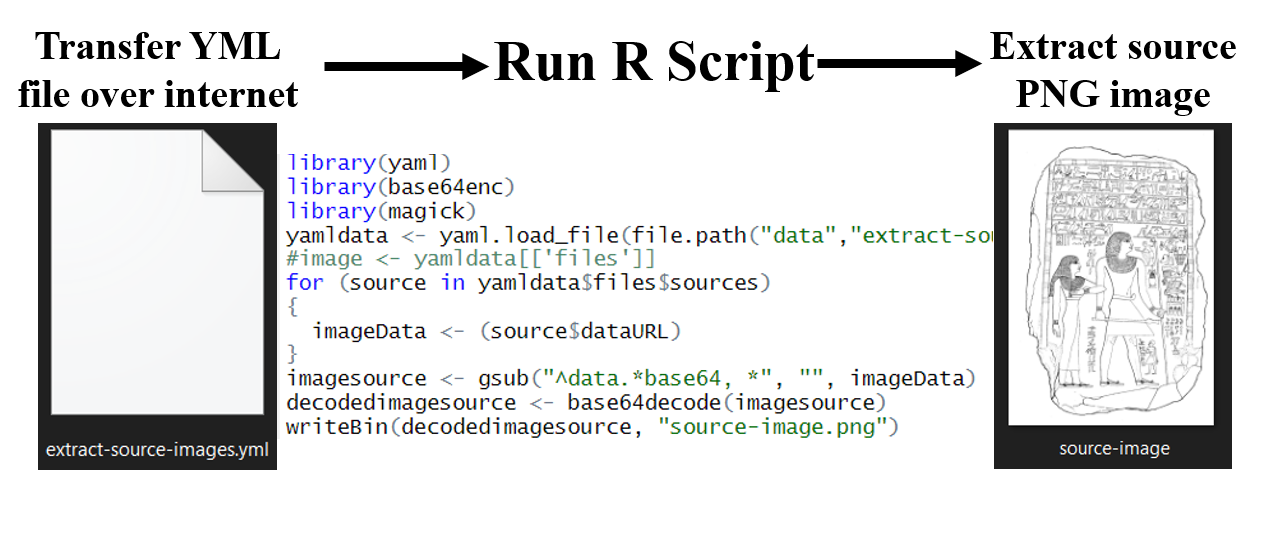 Transfer YML
file over internet
Run R Script
Extract source
PNG image
library(yaml)
library(base64enc)
library(magick)
yamldata <- yaml.load_file(file.path("data","extract-sou
#image <- yamldata[['files']]
for (source in yamldata$files$sources)
{
  imageData <- (source$dataURL)
}
imagesource <- gsub("^data.*base64, *", "", imageData)
decodedimagesource <- base64decode(imagesource)
writeBin(decodedimagesource, "source-image.png")
extract-source-images.yml
source-image